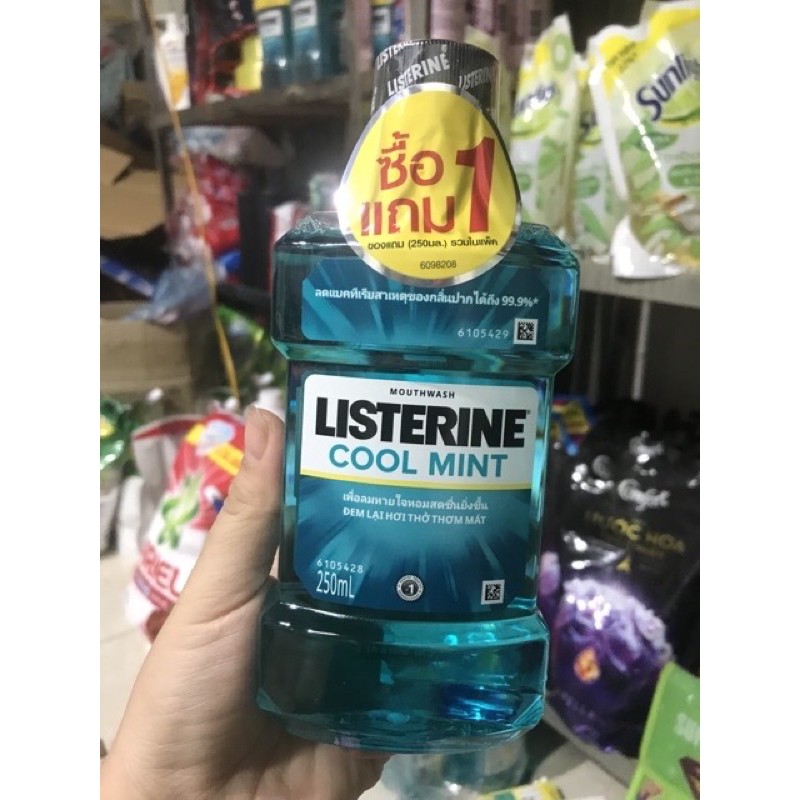 LISTERINE
ซื้อ 1
แถม
ของแถม (250มล.) รวมในแพ็ค
6098208
ลดแบคทีเรียสาเหตุของกลิ่นปากได้ถึง 99.9%*
6105429
MOUTHWASH
LISTERINE
COOL MINT
เพื่อลมหายใจหอมสดชื่นยิ่งขึ้น
ĐEM LẠI HƠI THỞ THƠM MÁT
6105428
250mL